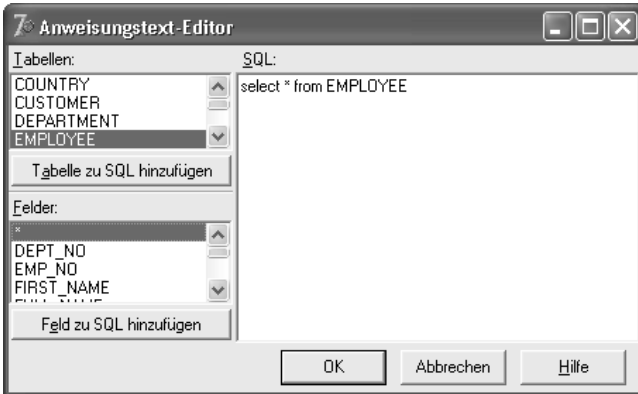 Anweisungstext-Editor
Tabellen:
COUNTRY
CUSTOMER
DEPARTMENT
EMPLOYEE
Tabelle zu SQL hinzufügen
Felder:
*
DEPT_NO
EMP_NO
FIRST_NAME
Feld zu SQL hinzufügen
SQL:
select * from EMPLOYEE
OK Abbrechen Hilfe